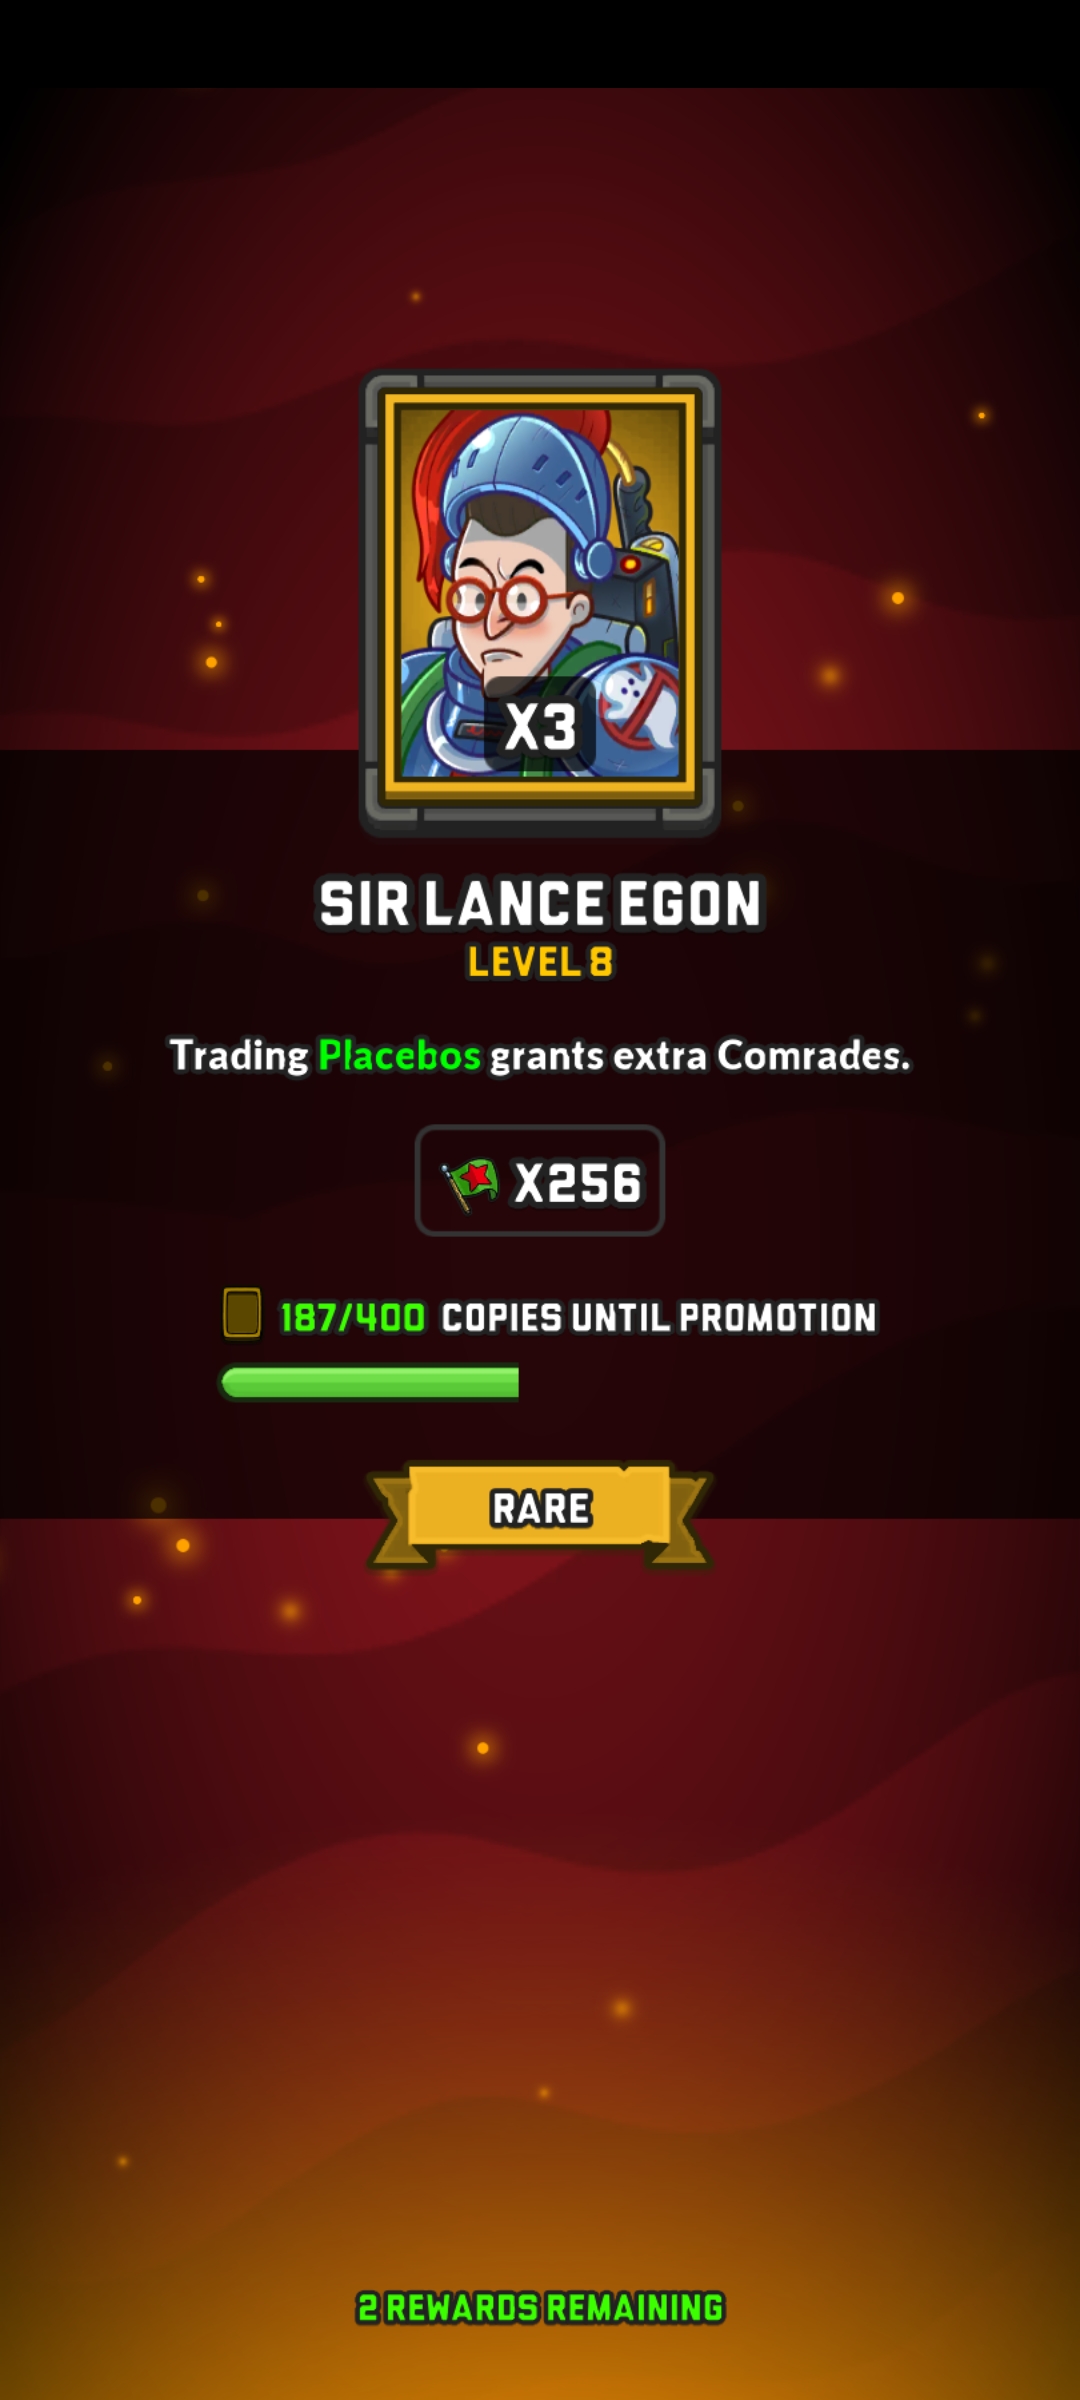 X3
SIR LANCE EGON
LEVEL 8
Trading Placebos grants extra Comrades.
X256
187/400 COPIES UNTIL PROMOTION
RARE
2 REWARDS REMAINING